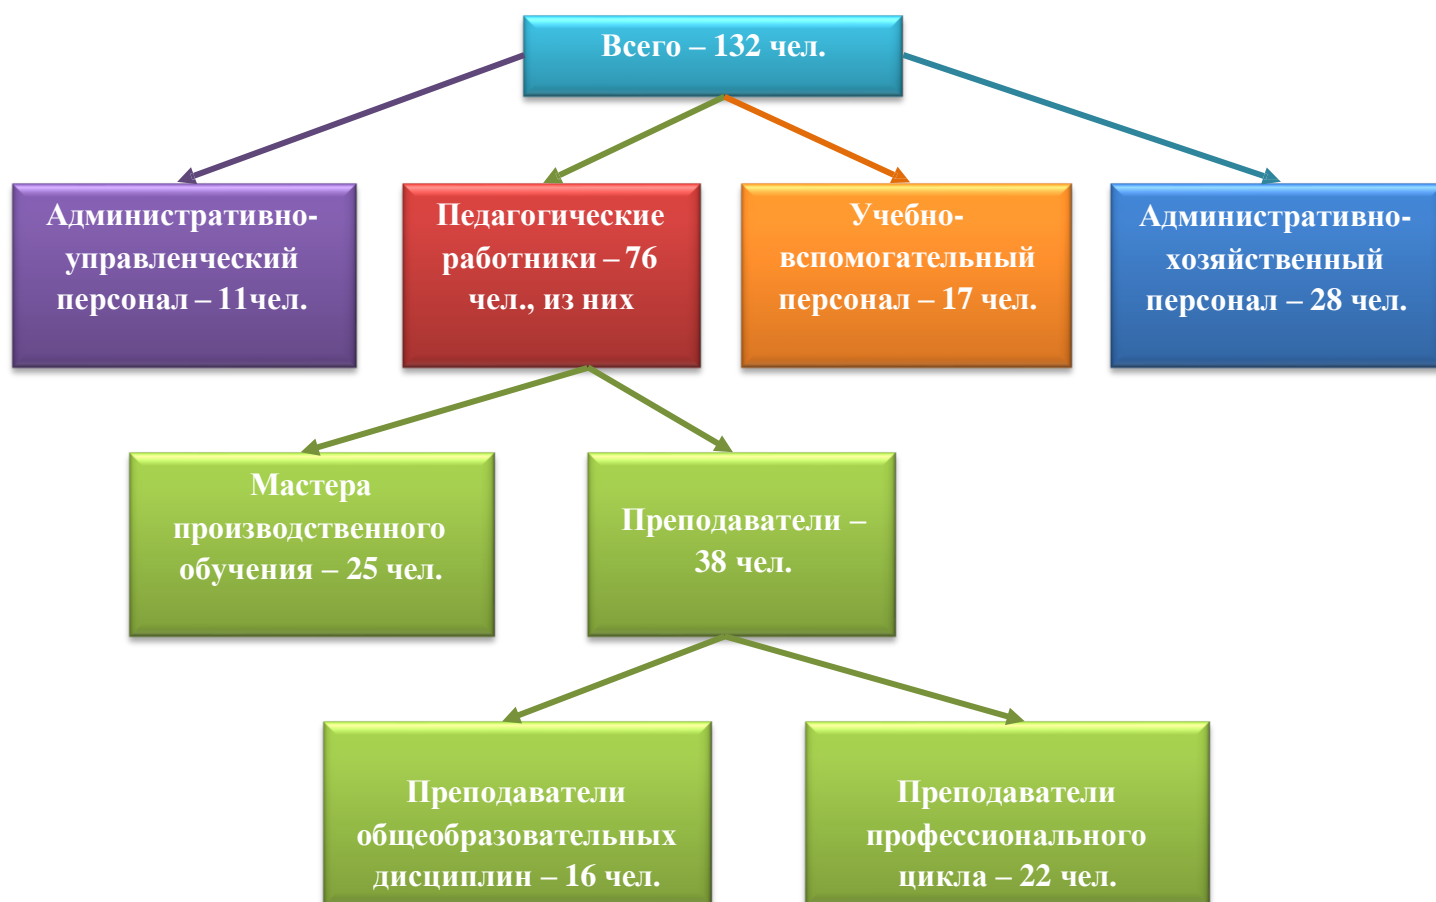 Всего – 132 чел.
Административно-
управленческий
персонал – 11чел.
Педагогические
работники – 76
чел., из них
Учебно-
вспомогательный
персонал – 17 чел.
Административно-
хозяйственный
персонал – 28 чел.
Мастера
производственного
обучения – 25 чел.
Преподаватели –
38 чел.
Преподаватели
общеобразовательных
дисциплин – 16 чел.
Преподаватели
профессионального
цикла – 22 чел.